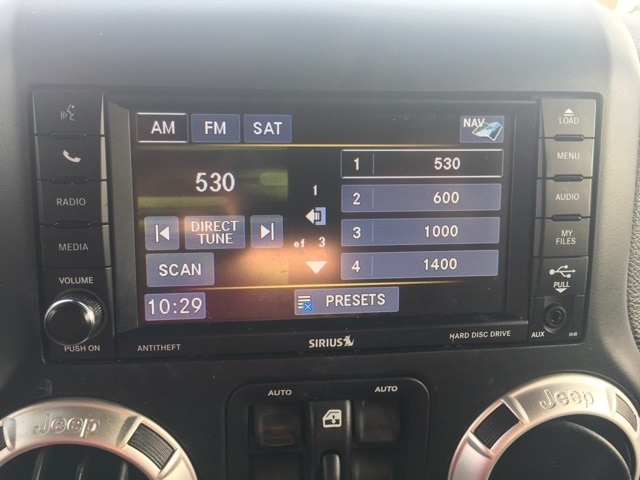 AM FM SAT NAV
LOAD
MENU
RADIO
AUDIO
MEDIA
MY FILES
530
1 530
2 600
3 1000
4 1400
1
of 3
DIRECT TUNE
SCAN
10:29
PRESETS
VOLUME
PUSH ON
ANTITHEFT
SIRIUS
HARD DISC DRIVE
PULL
AUX
AUTO
AUTO
Jeep
Jeep